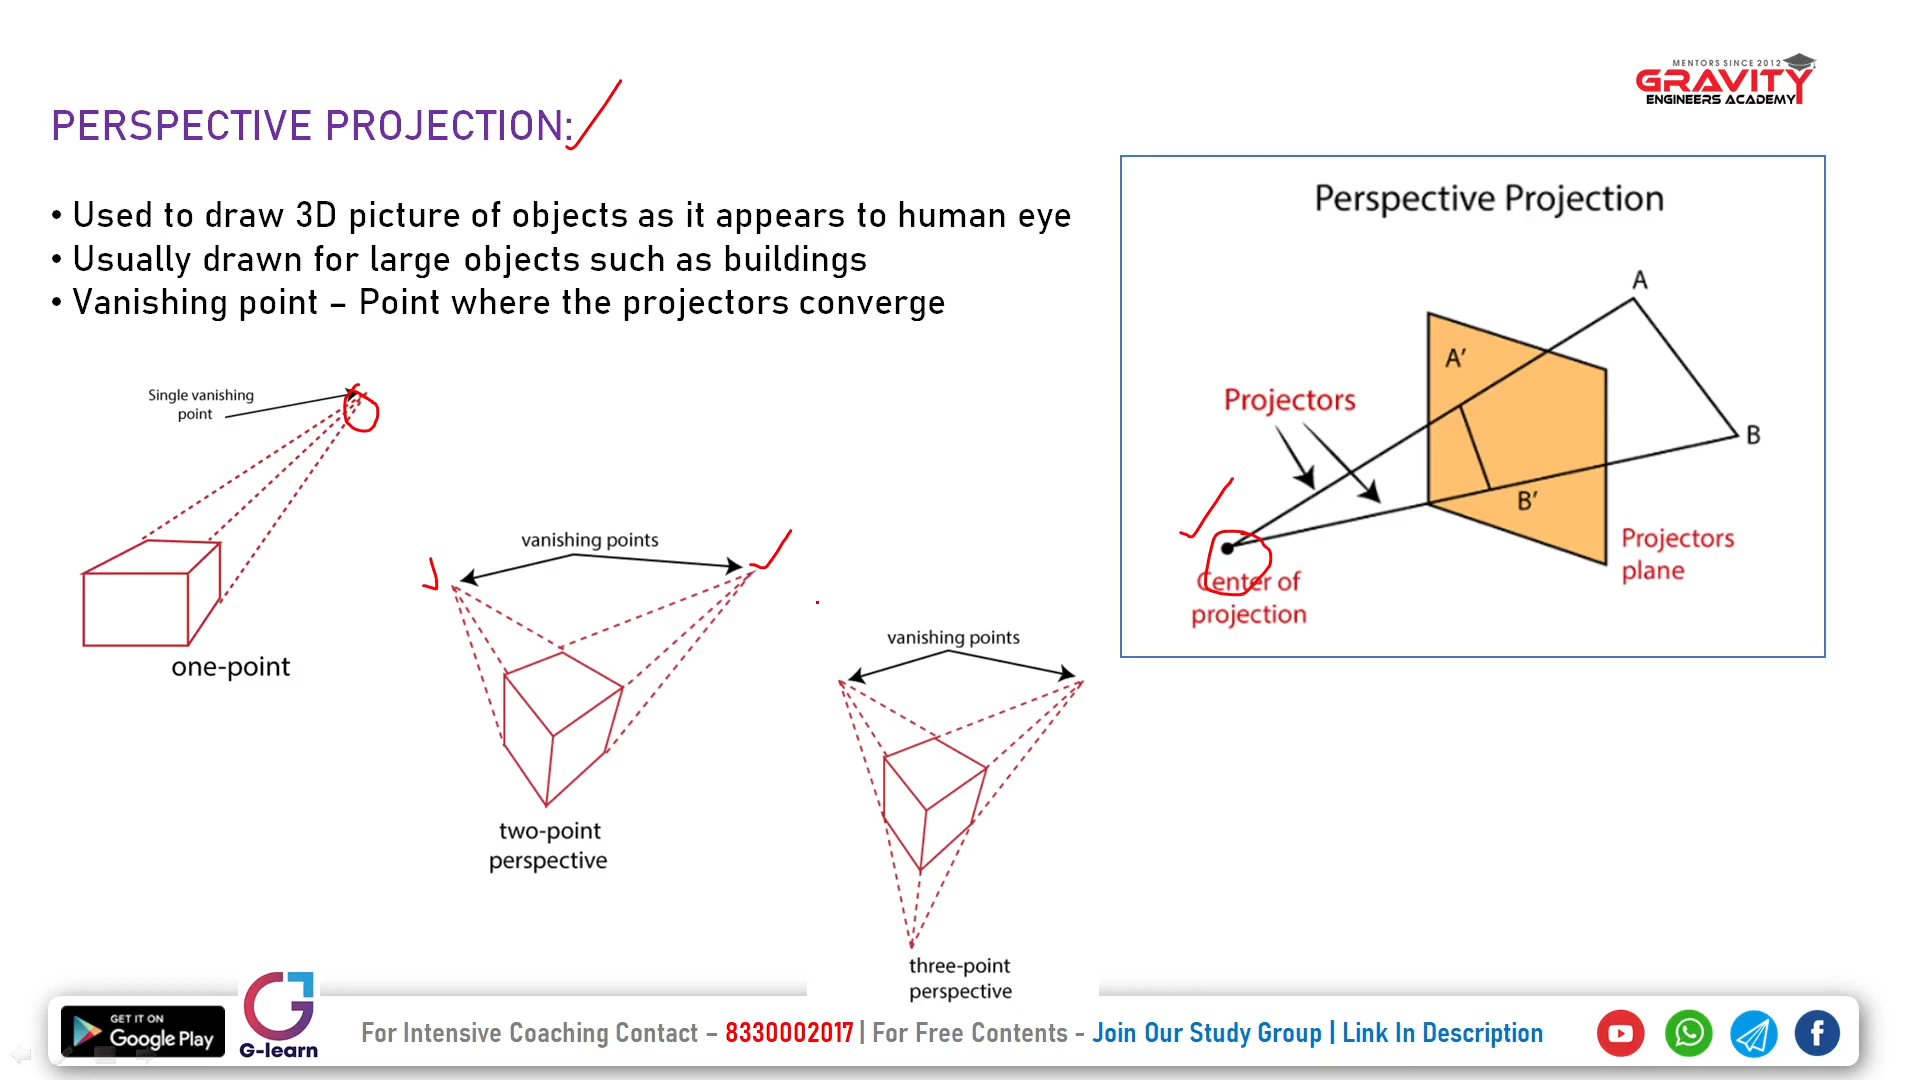 MENTORS SINCE 2012
GRAVITY
ENGINEERS ACADEMY
PERSPECTIVE PROJECTION:
• Used to draw 3D picture of objects as it appears to human eye
• Usually drawn for large objects such as buildings
• Vanishing point – Point where the projectors converge
Single vanishing
point
one-point
vanishing points
two-point
perspective
vanishing points
three-point
perspective
Perspective Projection
A
A'
Projectors
B
B'
Projectors
plane
Center of
projection
GET IT ON
Google Play
G-learn
For Intensive Coaching Contact – 8330002017 | For Free Contents - Join Our Study Group | Link In Description